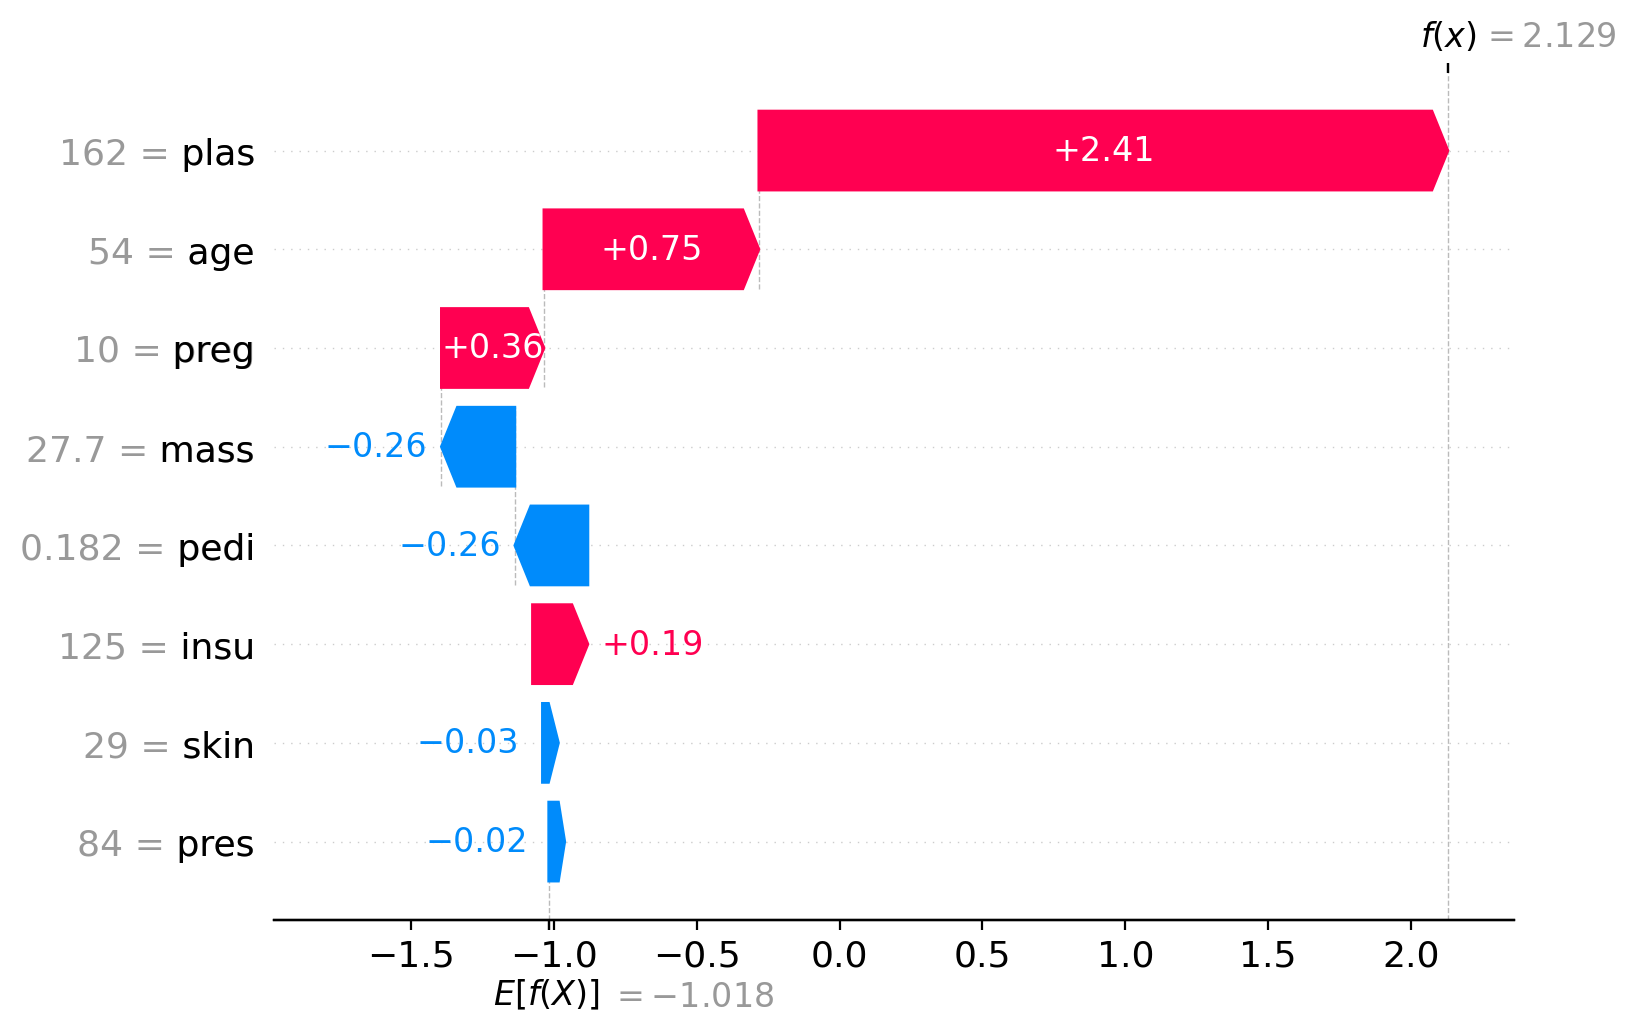 f(x) = 2.129
162 = plas +2.41
54 = age +0.75
10 = preg +0.36
27.7 = mass −0.26
0.182 = pedi −0.26
125 = insu +0.19
29 = skin −0.03
84 = pres −0.02
−1.5 −1.0 −0.5 0.0 0.5 1.0 1.5 2.0
E[f(X)] = −1.018